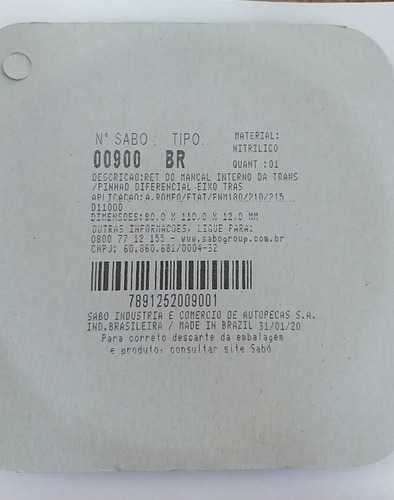 Nº SABO: TIPO: MATERIAL:
00900 BR NITRILICO
QUANT:01
DESCRICAO:RET DO MANCAL INTERNO DA TRANS
/PINHAO DIFERENCIAL EIXO TRAS
APLICAÇAO:A.ROMEO/FIAT/FNM180/210/215
D11000
DIMENSOES:80.0 X 110.0 X 12.0 MM
OUTRAS INFORMACOES, LIGUE PARA:
0800 77 12 155 - www.sabogroup.com.br
CNPJ: 60.860.681/0004-32
7891252009001
SABO INDUSTRIA E COMERCIO DE AUTOPECAS S.A.
IND.BRASILEIRA / MADE IN BRAZIL 31/01/20
Para correto descarte da embalagem
e produto, consultar site Sabó